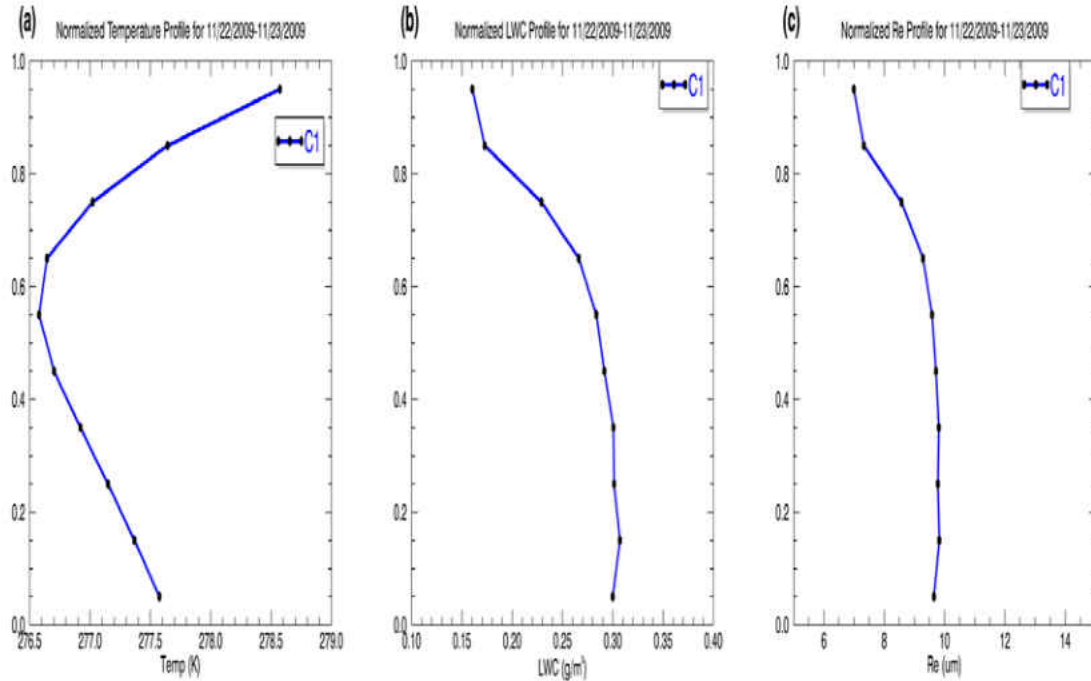 (a)
Normalized Temperature Profile for 11/22/2009-11/23/2009
1.0
0.8
0.6
0.4
0.2
0.0
C1
276.5 277.0 277.5 278.0 278.5 279.0
Temp (K)
(b)
Normalized LWC Profile for 11/22/2009-11/23/2009
1.0
0.8
0.6
0.4
0.2
0.0
C1
0.10 0.15 0.20 0.25 0.30 0.35 0.40
LWC (g/m³)
(c)
Normalized Re Profile for 11/22/2009-11/23/2009
1.0
0.8
0.6
0.4
0.2
0.0
C1
6 8 10 12 14
Re (um)